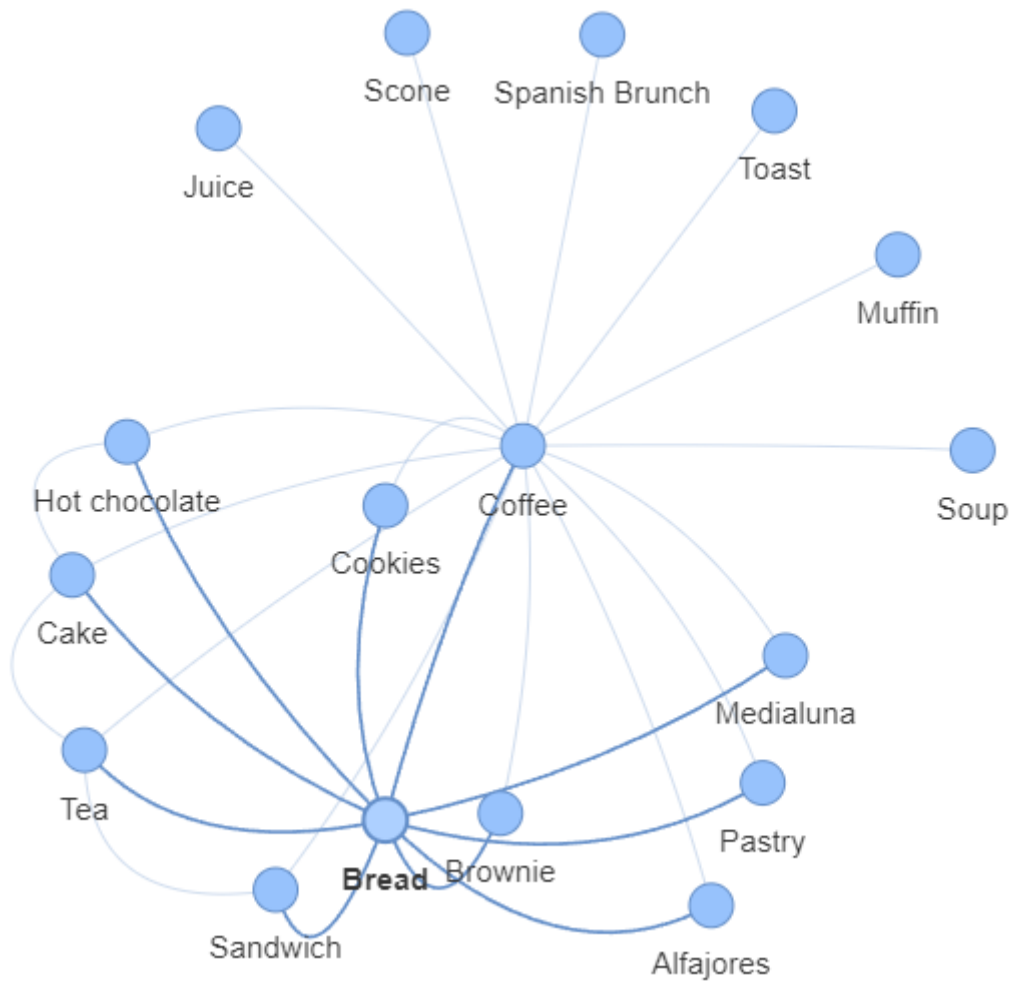 Scone
Spanish Brunch
Toast
Juice
Muffin
Hot chocolate
Coffee
Soup
Cookies
Cake
Medialuna
Tea
Pastry
Bread
Brownie
Sandwich
Alfajores